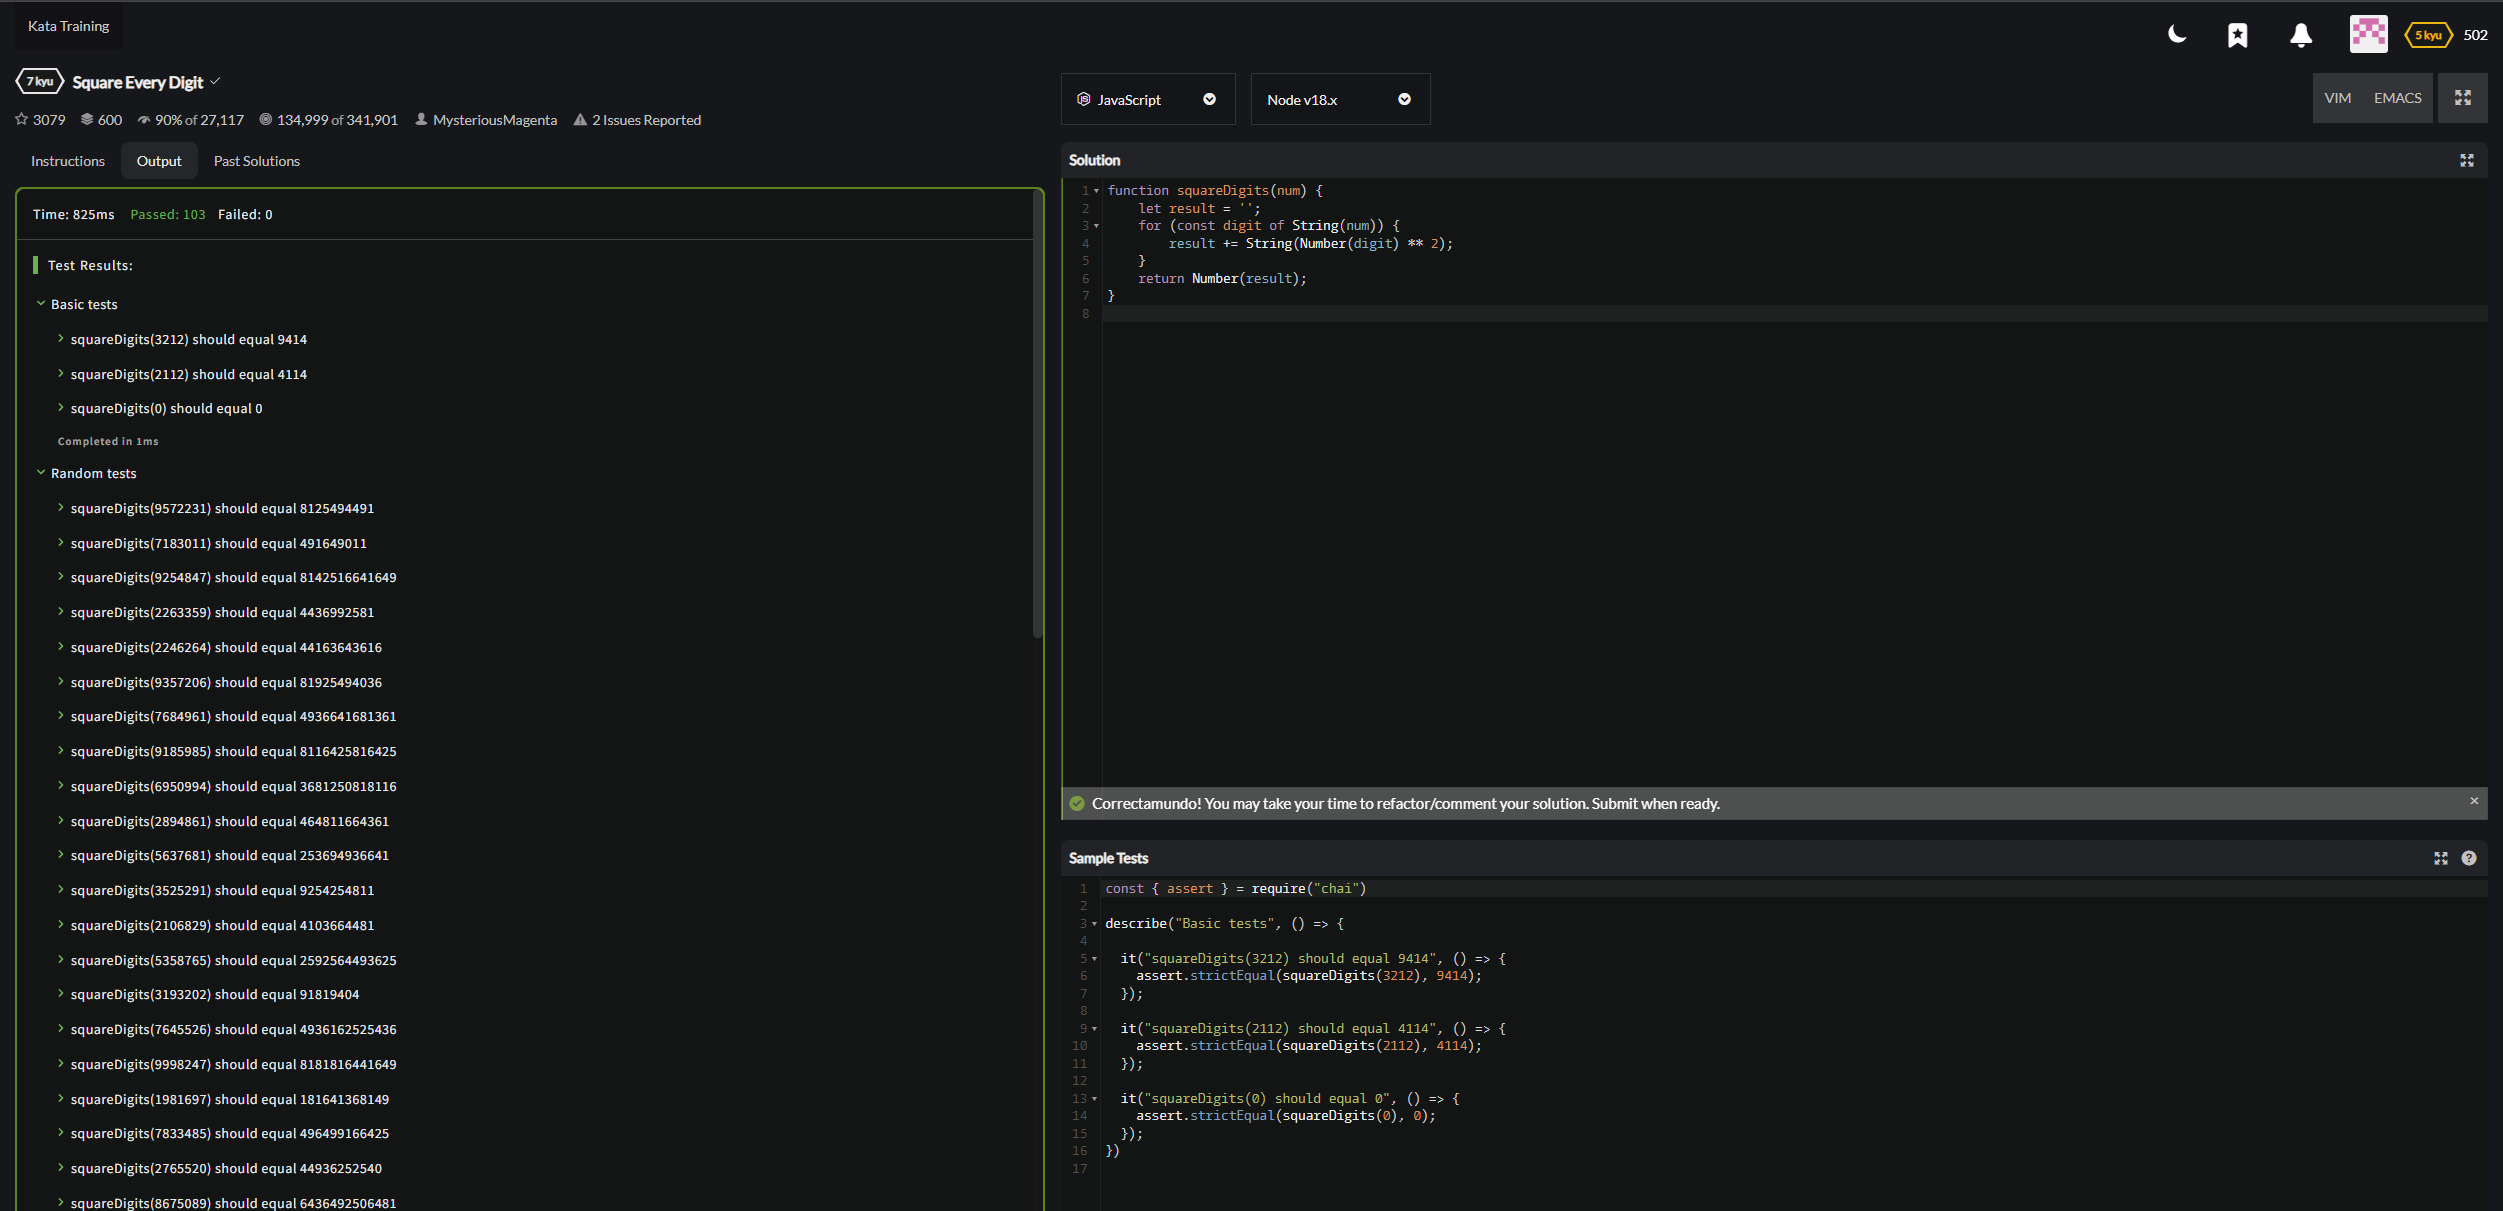 Kata Training
5 kyu 502
7 kyu Square Every Digit
3079 600 90% of 27,117 134,999 of 341,901 MysteriousMagenta 2 Issues Reported
Instructions Output Past Solutions
Time: 825ms Passed: 103 Failed: 0
Test Results:
Basic tests
squareDigits(3212) should equal 9414
squareDigits(2112) should equal 4114
squareDigits(0) should equal 0
Completed in 1ms
Random tests
squareDigits(9572231) should equal 8125494491
squareDigits(7183011) should equal 491649011
squareDigits(9254847) should equal 8142516641649
squareDigits(2263359) should equal 4436992581
squareDigits(2246264) should equal 44163643616
squareDigits(9357206) should equal 81925494036
squareDigits(7684961) should equal 4936641681361
squareDigits(9185985) should equal 8116425816425
squareDigits(6950994) should equal 3681250818116
squareDigits(2894861) should equal 464811664361
squareDigits(5637681) should equal 253694936641
squareDigits(3525291) should equal 9254254811
squareDigits(2106829) should equal 4103664481
squareDigits(5358765) should equal 2592564493625
squareDigits(3193202) should equal 91819404
squareDigits(7645526) should equal 4936162525436
squareDigits(9998247) should equal 8181816441649
squareDigits(1981697) should equal 181641368149
squareDigits(7833485) should equal 496499166425
squareDigits(2765520) should equal 44936252540
squareDigits(8675089) should equal 6436492506481
JavaScript Node v18.x VIM EMACS
Solution
1 function squareDigits(num) {
2 let result = '';
3 for (const digit of String(num)) {
4 result += String(Number(digit) ** 2);
5 }
6 return Number(result);
7 }
8
Correctamundo! You may take your time to refactor/comment your solution. Submit when ready.
Sample Tests
1 const { assert } = require("chai")
2
3 describe("Basic tests", () => {
4
5 it("squareDigits(3212) should equal 9414", () => {
6 assert.strictEqual(squareDigits(3212), 9414);
7 });
8
9 it("squareDigits(2112) should equal 4114", () => {
10 assert.strictEqual(squareDigits(2112), 4114);
11 });
12
13 it("squareDigits(0) should equal 0", () => {
14 assert.strictEqual(squareDigits(0), 0);
15 });
16 })
17